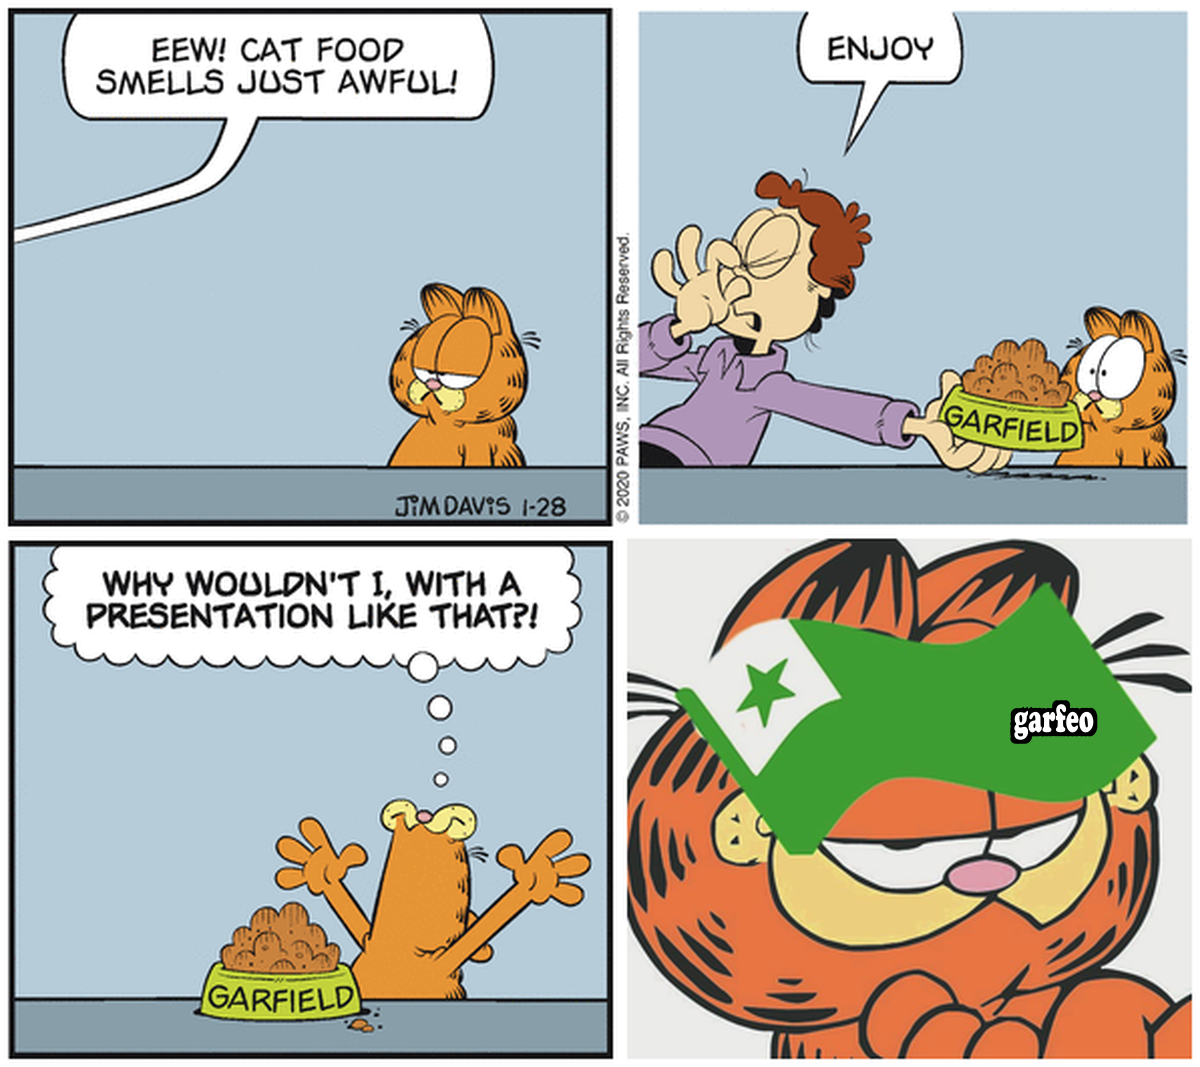 EEW! CAT FOOD
SMELLS JUST AWFUL!
JIM DAVIS 1-28
© 2020 PAWS, INC. All Rights Reserved.
ENJOY
GARFIELD
WHY WOULDN'T I, WITH A
PRESENTATION LIKE THAT?!
GARFIELD
garfeo